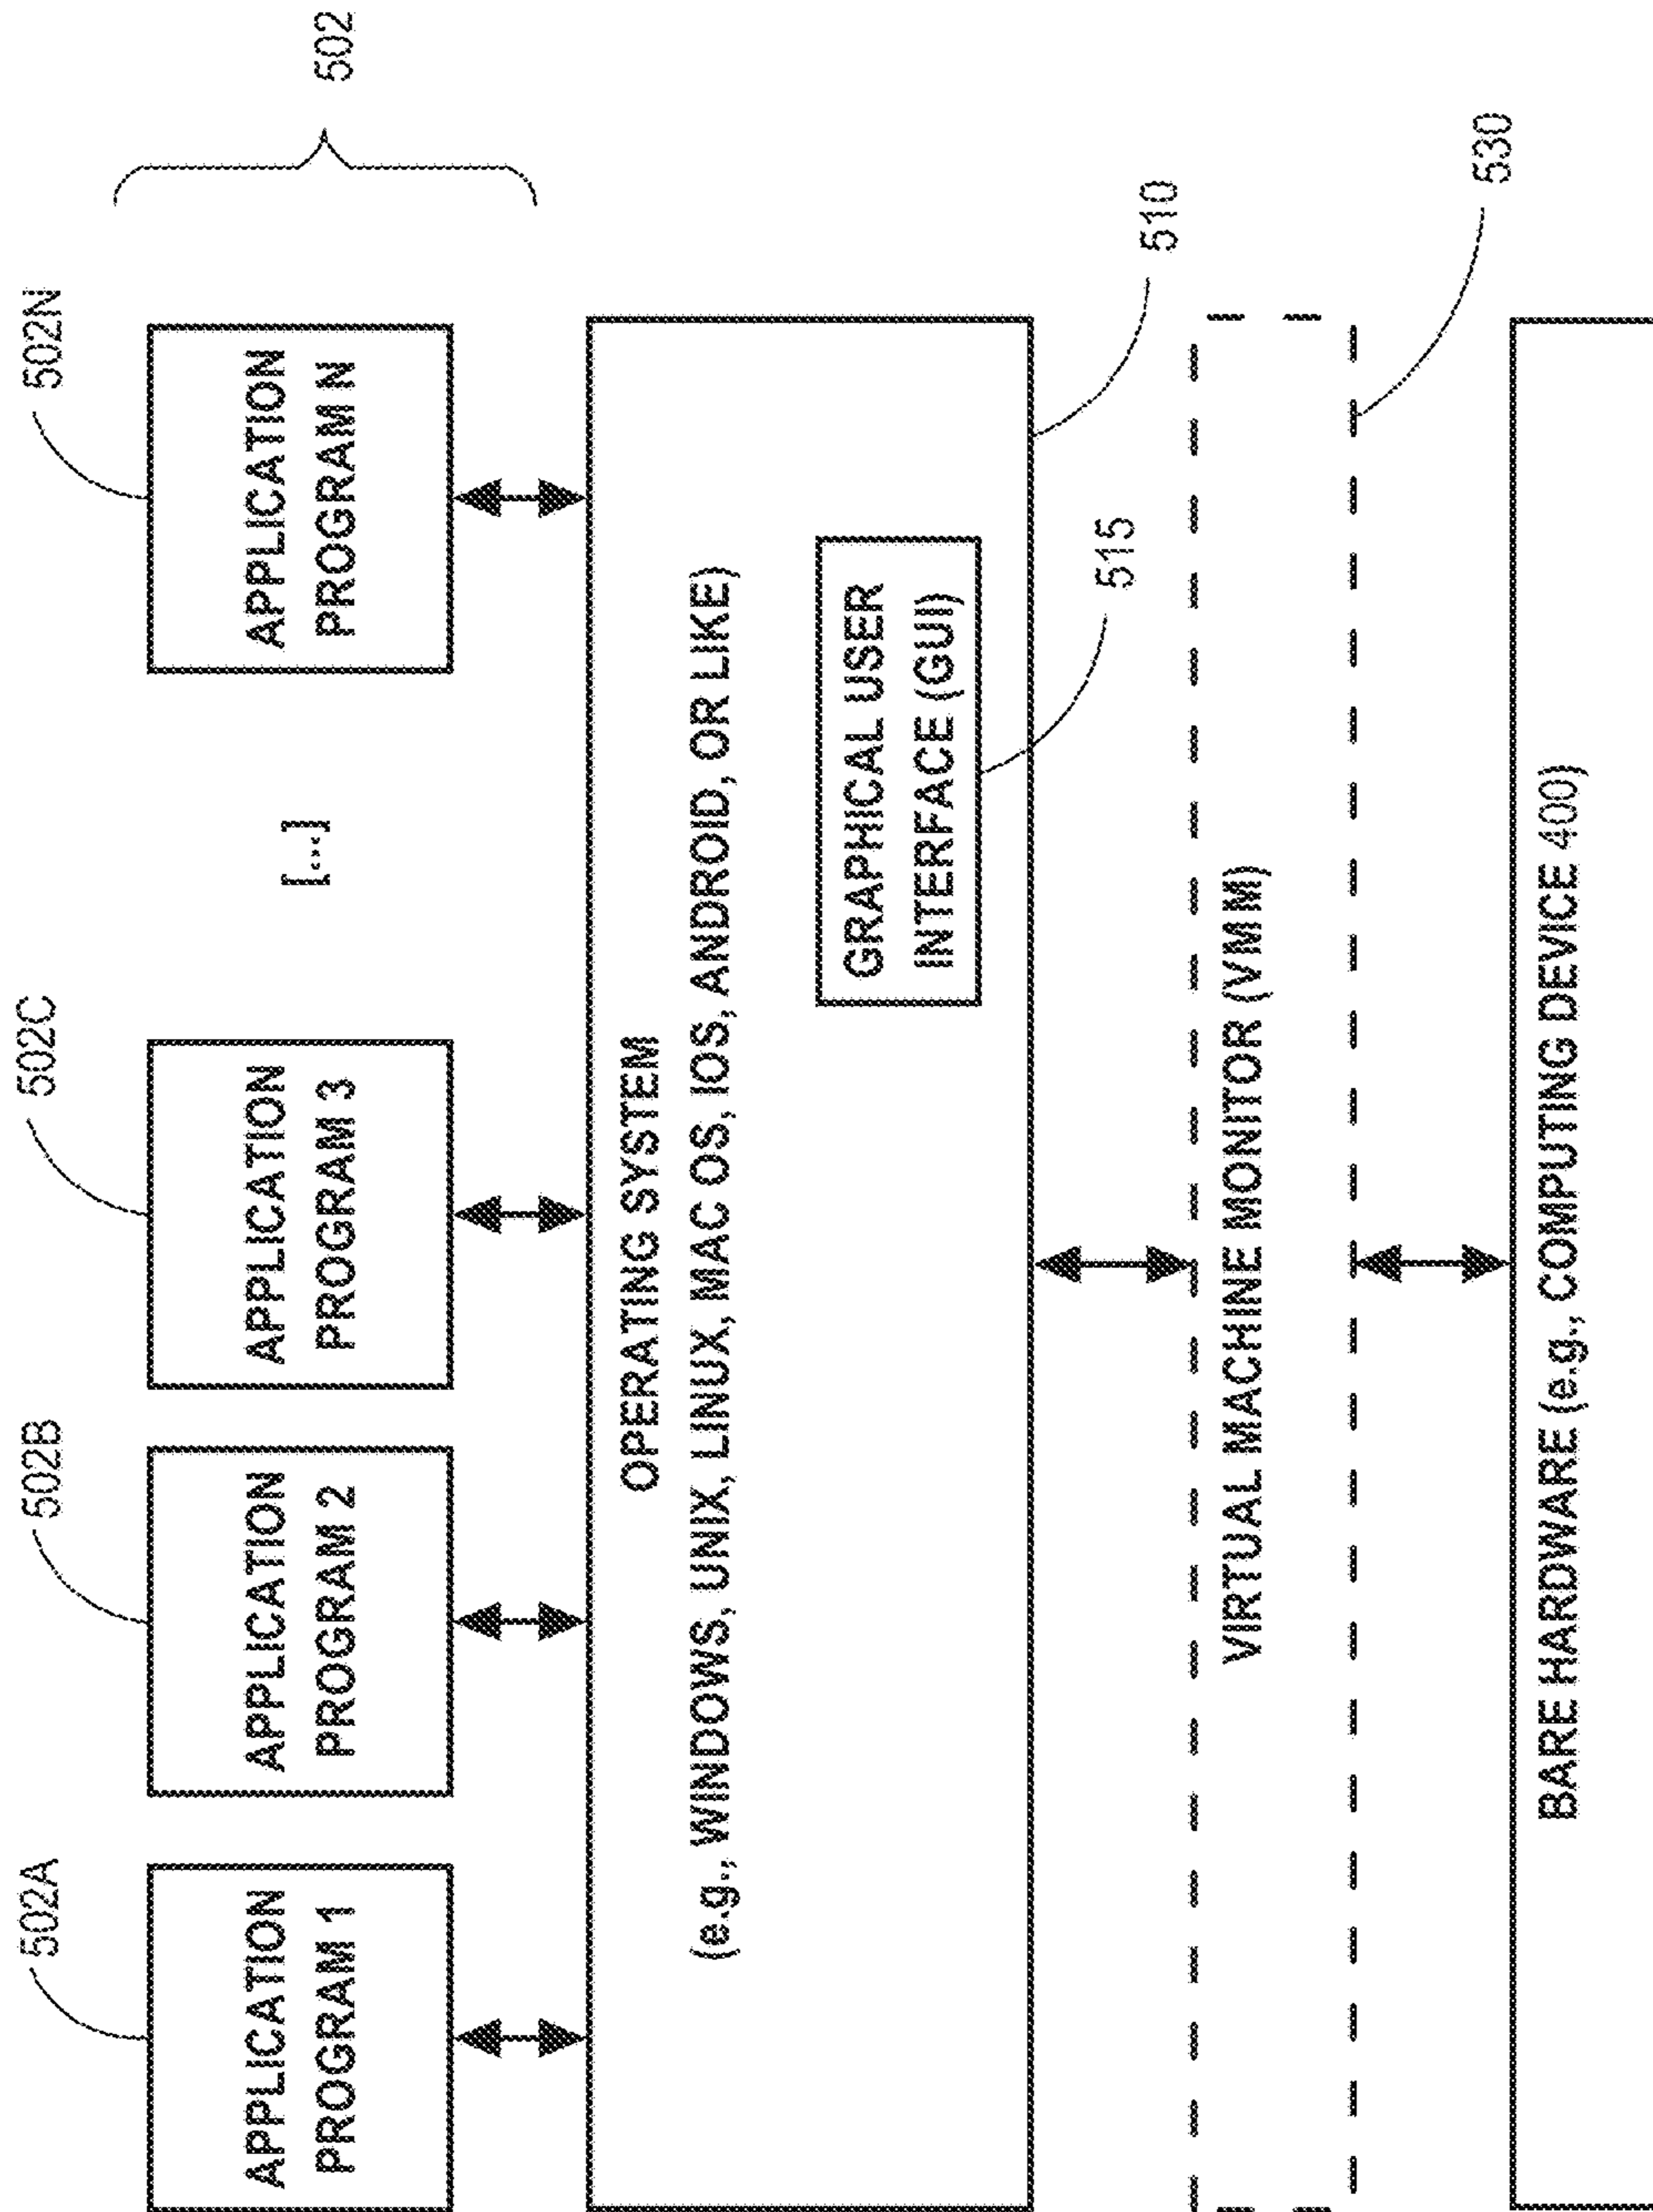 502A
502B
502C
502N
502
APPLICATION
PROGRAM 1
APPLICATION
PROGRAM 2
APPLICATION
PROGRAM 3
[...]
APPLICATION
PROGRAM N
OPERATING SYSTEM
(e.g., WINDOWS, UNIX, LINUX, MAC OS, IOS, ANDROID, OR LIKE)
GRAPHICAL USER
INTERFACE (GUI)
515
510
VIRTUAL MACHINE MONITOR (VMM)
530
BARE HARDWARE (e.g., COMPUTING DEVICE 400)